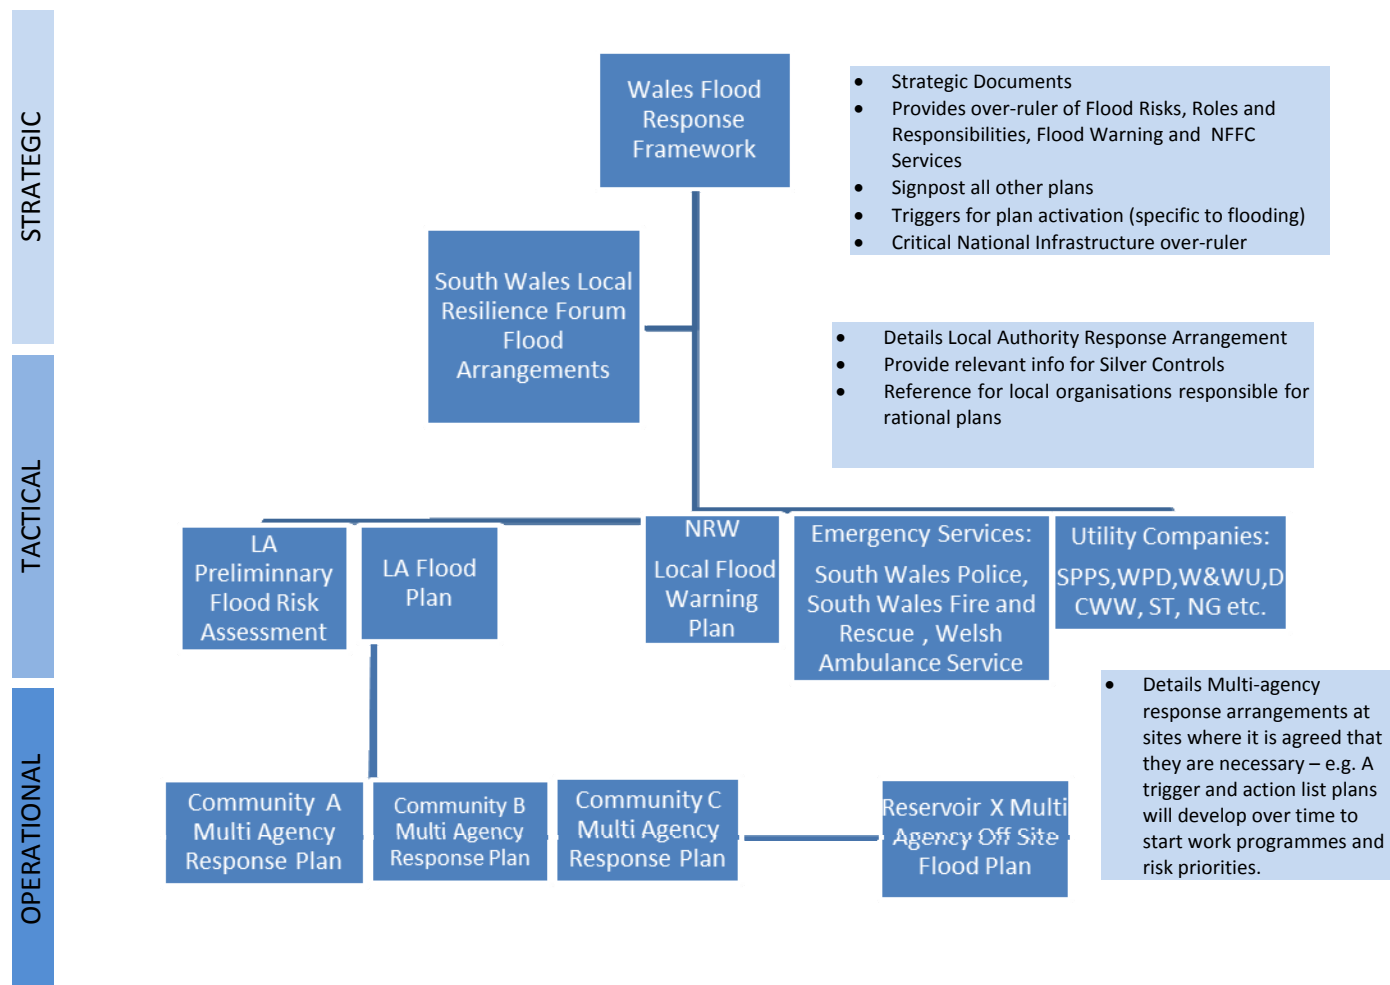 STRATEGIC
Wales Flood
Response
Framework
• Strategic Documents
• Provides over-ruler of Flood Risks, Roles and
Responsibilities, Flood Warning and NFFC
Services
• Signpost all other plans
• Triggers for plan activation (specific to flooding)
• Critical National Infrastructure over-ruler
South Wales Local
Resilience Forum
Flood
Arrangements
• Details Local Authority Response Arrangement
• Provide relevant info for Silver Controls
• Reference for local organisations responsible for
rational plans
TACTICAL
LA
Preliminnary
Flood Risk
Assessment
LA Flood
Plan
NRW
Local Flood
Warning
Plan
Emergency Services:
South Wales Police,
South Wales Fire and
Rescue , Welsh
Ambulance Service
Utility Companies:
SPPS,WPD,W&WU,D
CWW, ST, NG etc.
• Details Multi-agency
response arrangements at
sites where it is agreed that
they are necessary – e.g. A
trigger and action list plans
will develop over time to
start work programmes and
risk priorities.
OPERATIONAL
Community A
Multi Agency
Response Plan
Community B
Multi Agency
Response Plan
Community C
Multi Agency
Response Plan
Reservoir X Multi
Agency Off Site
Flood Plan